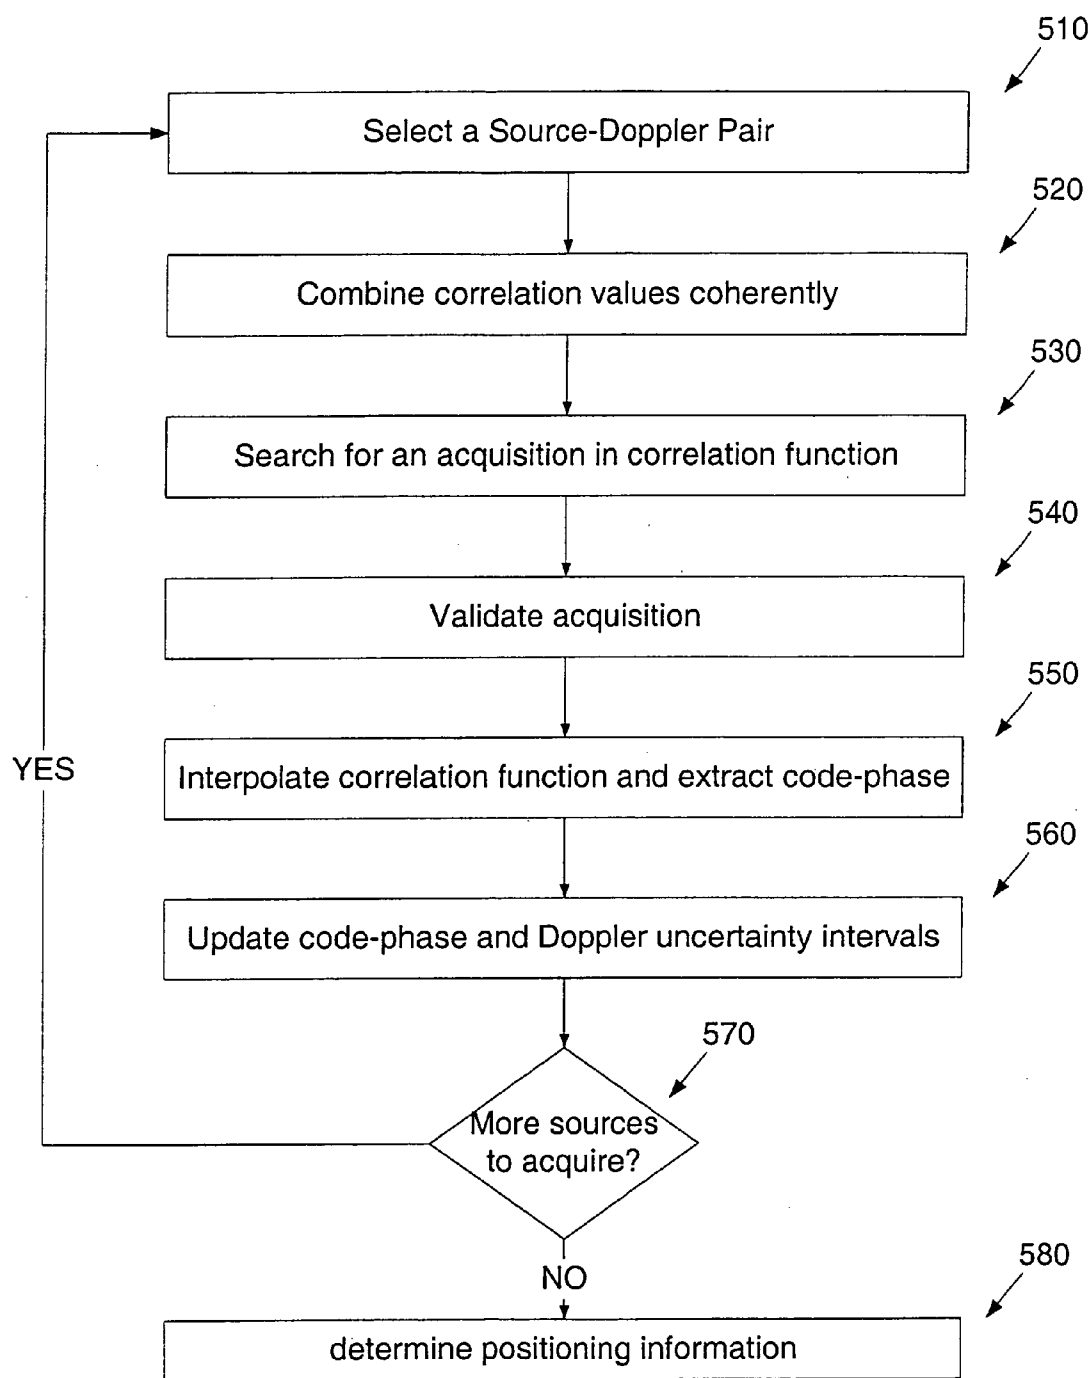 510
Select a Source-Doppler Pair
520
Combine correlation values coherently
530
Search for an acquisition in correlation function
540
Validate acquisition
550
Interpolate correlation function and extract code-phase
YES
560
Update code-phase and Doppler uncertainty intervals
570
More sources
to acquire?
NO
580
determine positioning information